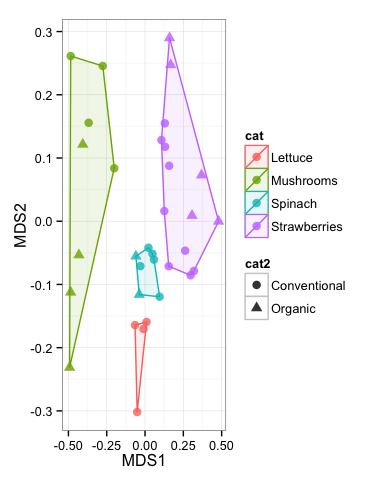 0.3
0.2
0.1
0.0
-0.1
-0.2
-0.3
MDS2
-0.50 -0.25 0.00 0.25 0.50
MDS1
cat
Lettuce
Mushrooms
Spinach
Strawberries
cat2
Conventional
Organic